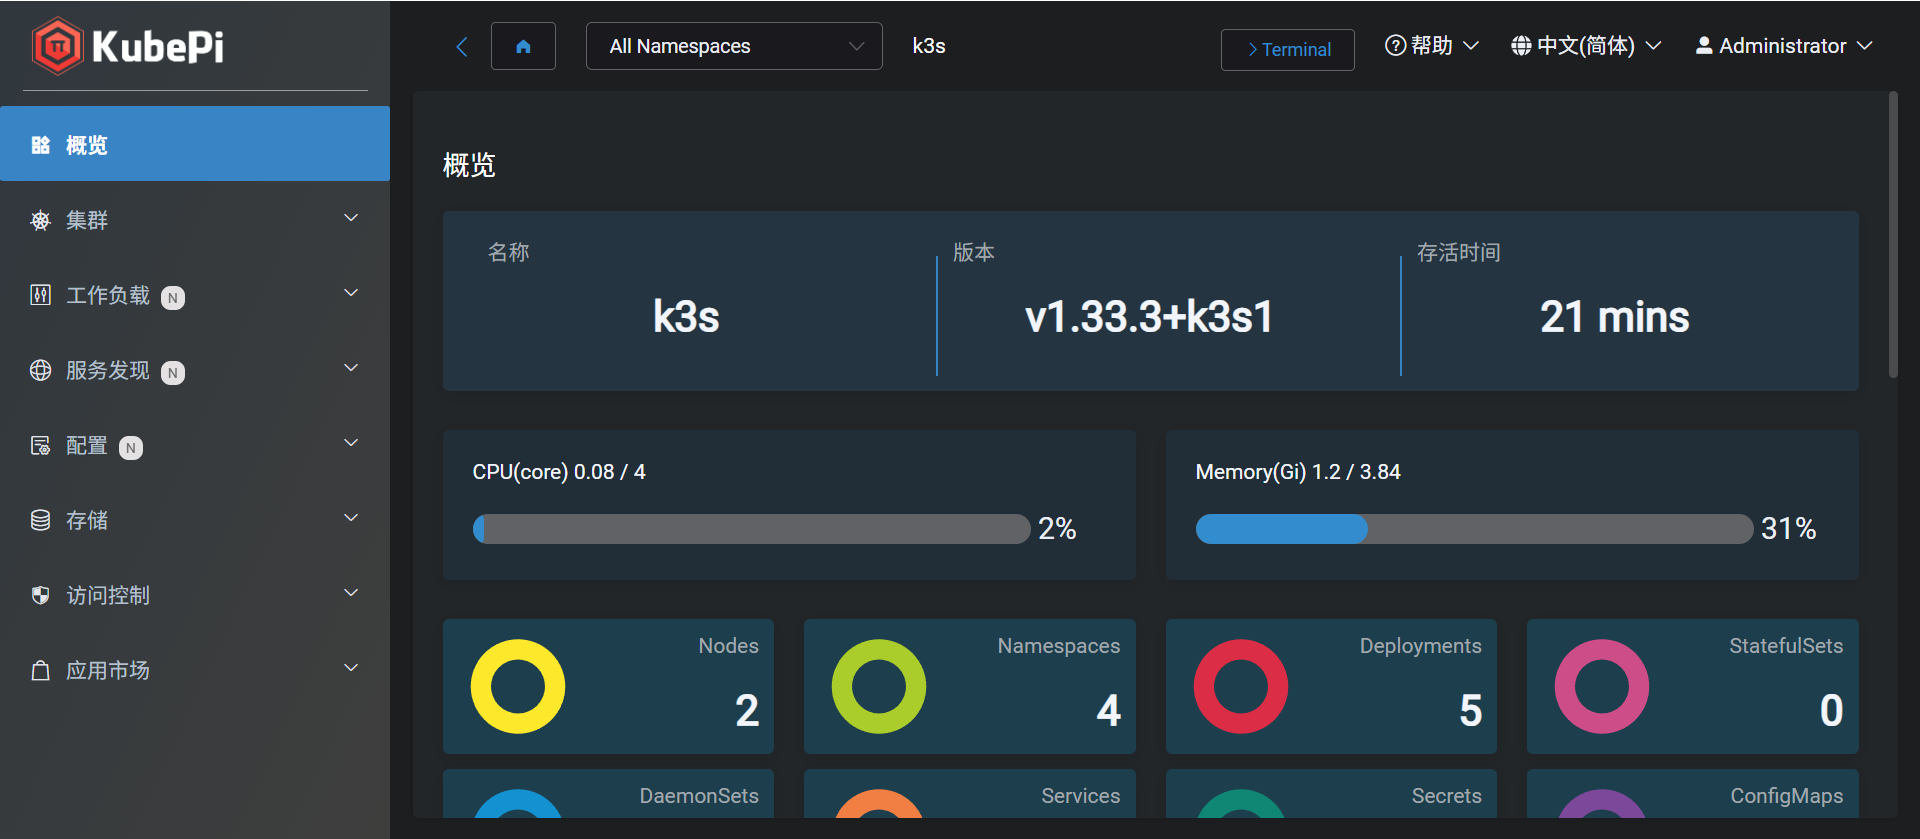 KubePi
All Namespaces
k3s
Terminal
帮助
中文(简体)
Administrator
概览
集群
工作负载 N
服务发现 N
配置 N
存储
访问控制
应用市场
概览
名称
k3s
版本
v1.33.3+k3s1
存活时间
21 mins
CPU(core) 0.08 / 4
2%
Memory(Gi) 1.2 / 3.84
31%
Nodes
2
Namespaces
4
Deployments
5
StatefulSets
0
DaemonSets
Services
Secrets
ConfigMaps